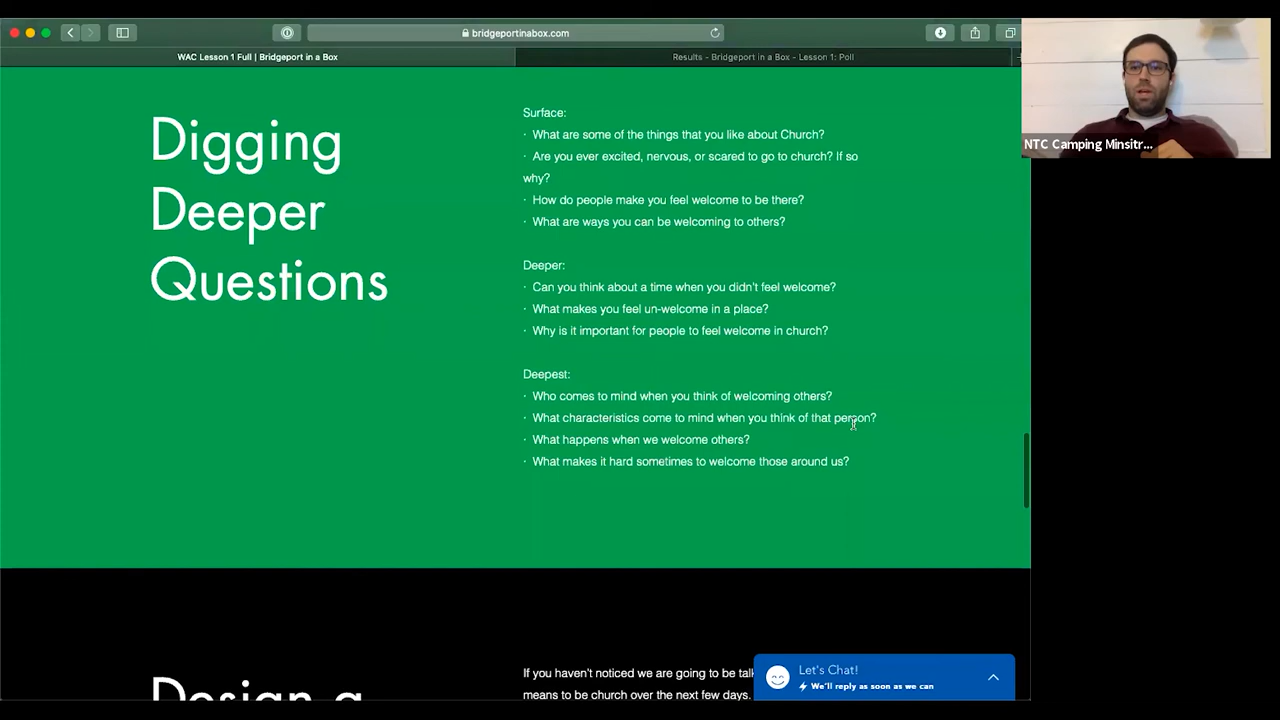 bridgeportinabox.com
WAC Lesson 1 Full | Bridgeport in a Box
Results - Bridgeport in a Box - Lesson 1: Poll
NTC Camping Minsitr...
Digging
Deeper
Questions
Surface:
· What are some of the things that you like about Church?
· Are you ever excited, nervous, or scared to go to church? If so
why?
· How do people make you feel welcome to be there?
· What are ways you can be welcoming to others?
Deeper:
· Can you think about a time when you didn't feel welcome?
· What makes you feel un-welcome in a place?
· Why is it important for people to feel welcome in church?
Deepest:
· Who comes to mind when you think of welcoming others?
· What characteristics come to mind when you think of that person?
· What happens when we welcome others?
· What makes it hard sometimes to welcome those around us?
Design a
If you haven't noticed we are going to be talk
means to be church over the next few days.
Let's Chat!
We'll reply as soon as we can